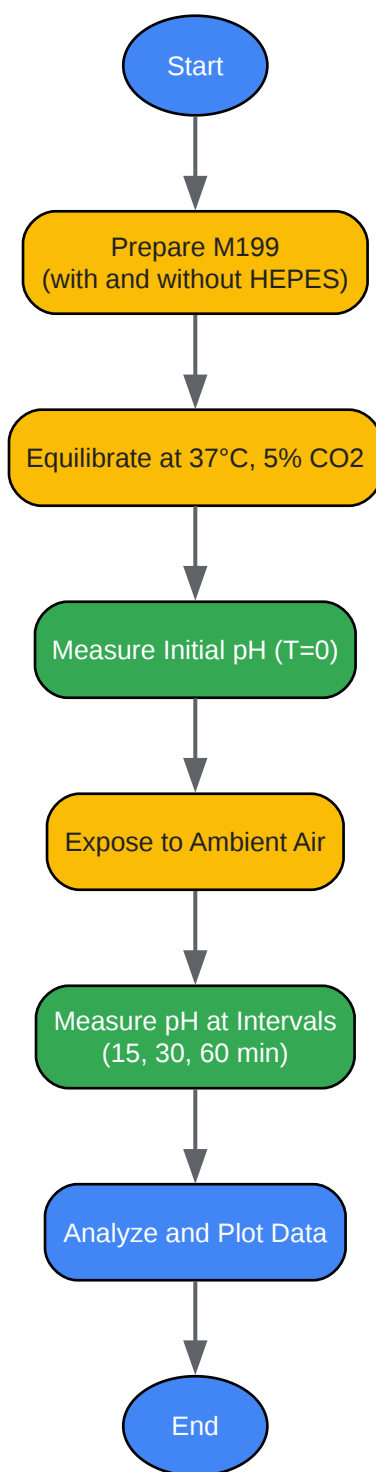 Start
Prepare M199
(with and without HEPES)
Equilibrate at 37°C, 5% CO2
Measure Initial pH (T=0)
Expose to Ambient Air
Measure pH at Intervals
(15, 30, 60 min)
Analyze and Plot Data
End